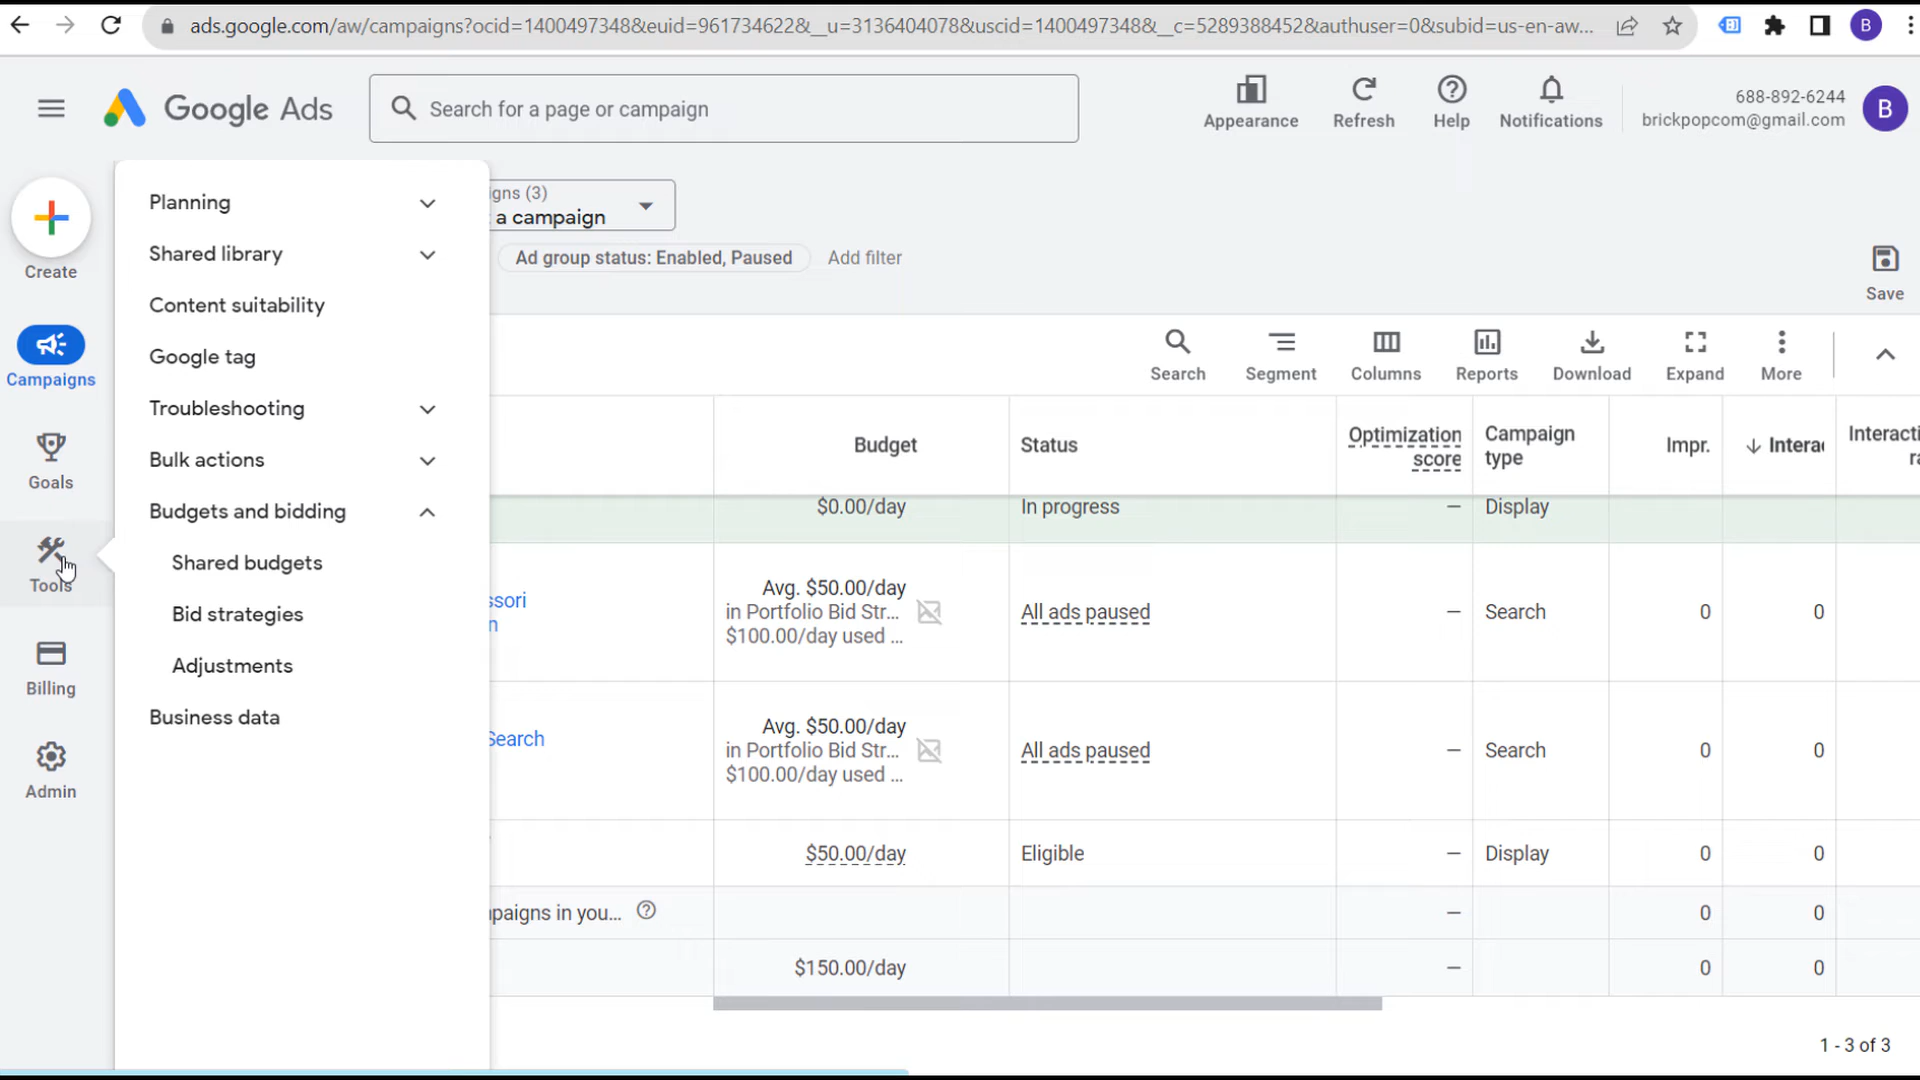 ads.google.com/aw/campaigns?ocid=1400497348&euid=961734622&__u=3136404078&uscid=1400497348&__c=5289388452&authuser=0&subid=us-en-aw...
B
Google Ads
Search for a page or campaign
Appearance
Refresh
Help
Notifications
688-892-6244
brickpopcom@gmail.com
B
Create
Campaigns
Goals
Tools
Billing
Admin
Planning
Shared library
Content suitability
Google tag
Troubleshooting
Bulk actions
Budgets and bidding
Shared budgets
Bid strategies
Adjustments
Business data
igns (3)
a campaign
Ad group status: Enabled, Paused
Add filter
Save
Search
Segment
Columns
Reports
Download
Expand
More
Budget
Status
Optimization
score
Campaign
type
Impr.
Interac
Interacti
ra
$0.00/day
In progress
—
Display
ssori
n
Avg. $50.00/day
in Portfolio Bid Str...
$100.00/day used ...
All ads paused
—
Search
0
0
Search
Avg. $50.00/day
in Portfolio Bid Str...
$100.00/day used ...
All ads paused
—
Search
0
0
$50.00/day
Eligible
—
Display
0
0
paigns in you...
—
0
0
$150.00/day
—
0
0
1 - 3 of 3